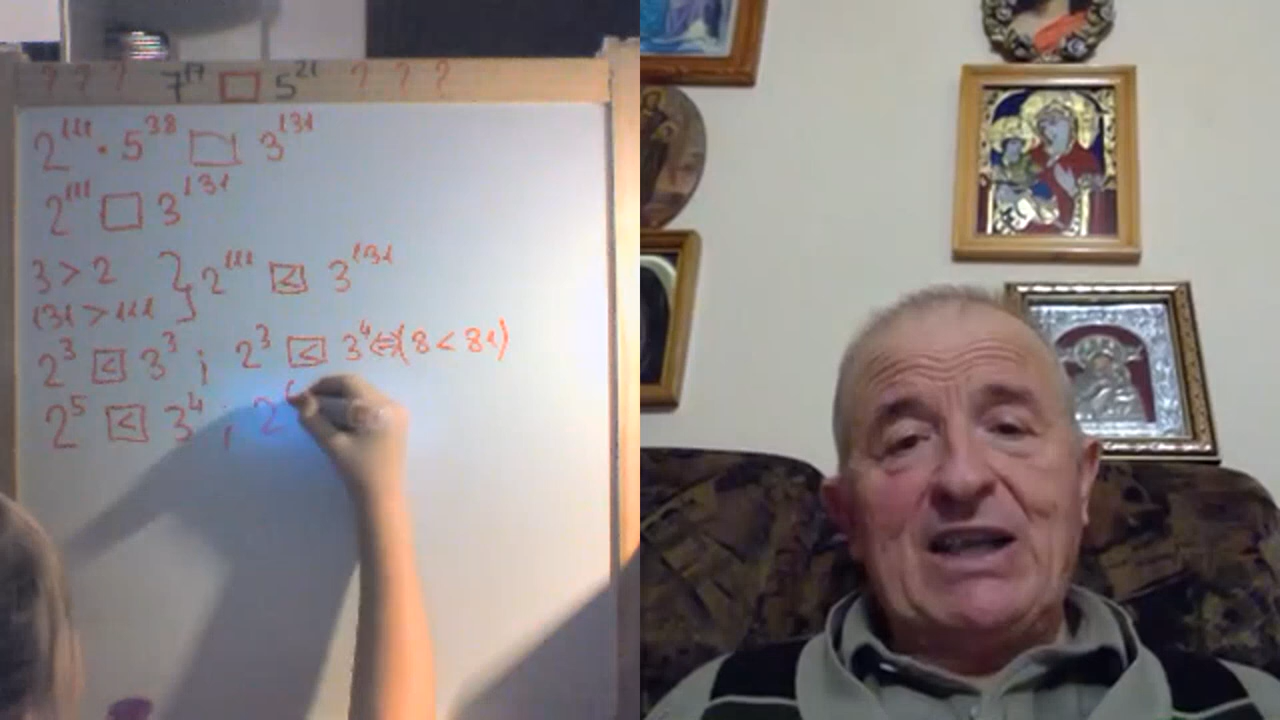 ? ? ? 7¹⁷ □ 5²¹ ? ? ?
2¹¹¹ · 5³⁸ □ 3¹³¹
2¹¹¹ □ 3¹³¹
3 > 2 } 2¹¹¹ < 3¹³¹
131 > 111
2³ < 3³ ; 2³ < 3⁴ ⇔ (8 < 81)
2⁵ < 3⁴ ; 2